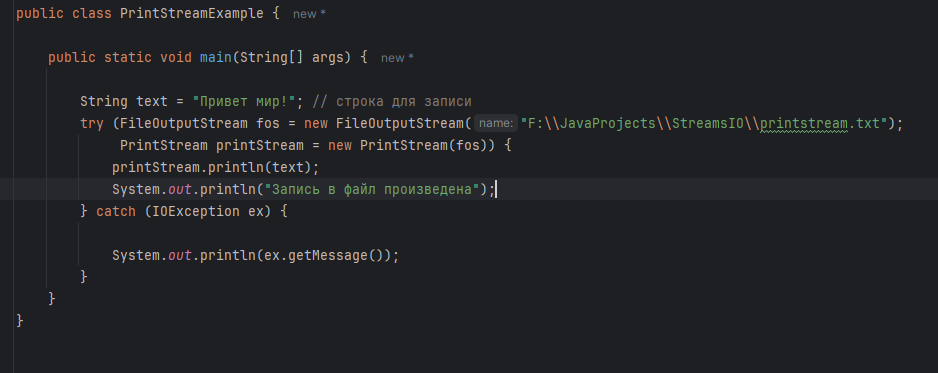 public class PrintStreamExample { new *
public static void main(String[] args) { new *
String text = "Привет мир!"; // строка для записи
try (FileOutputStream fos = new FileOutputStream( name: "F:\\JavaProjects\\StreamsIO\\printstream.txt");
PrintStream printStream = new PrintStream(fos)) {
printStream.println(text);
System.out.println("Запись в файл произведена");
} catch (IOException ex) {
System.out.println(ex.getMessage());
}
}
}